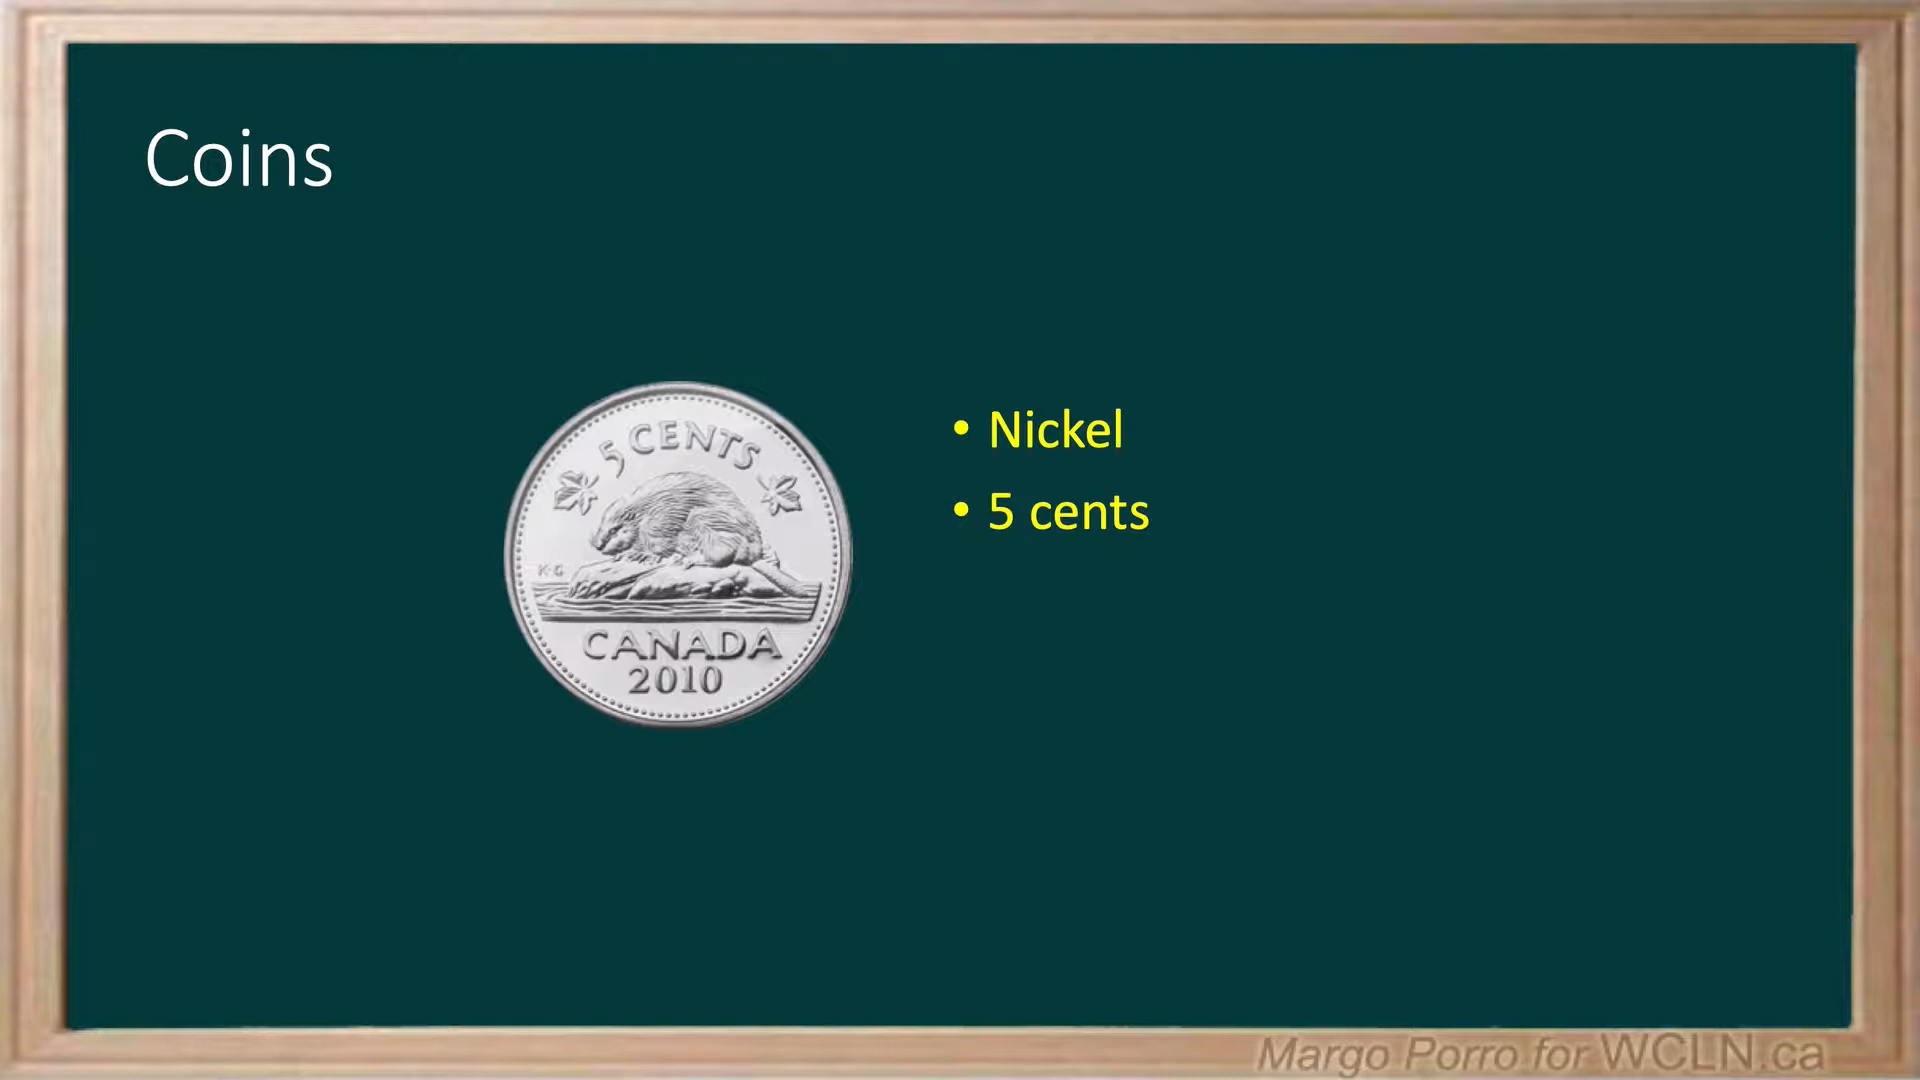 Coins
5 CENTS
K·G
CANADA
2010
• Nickel
• 5 cents
Margo Porro for WCLN.ca